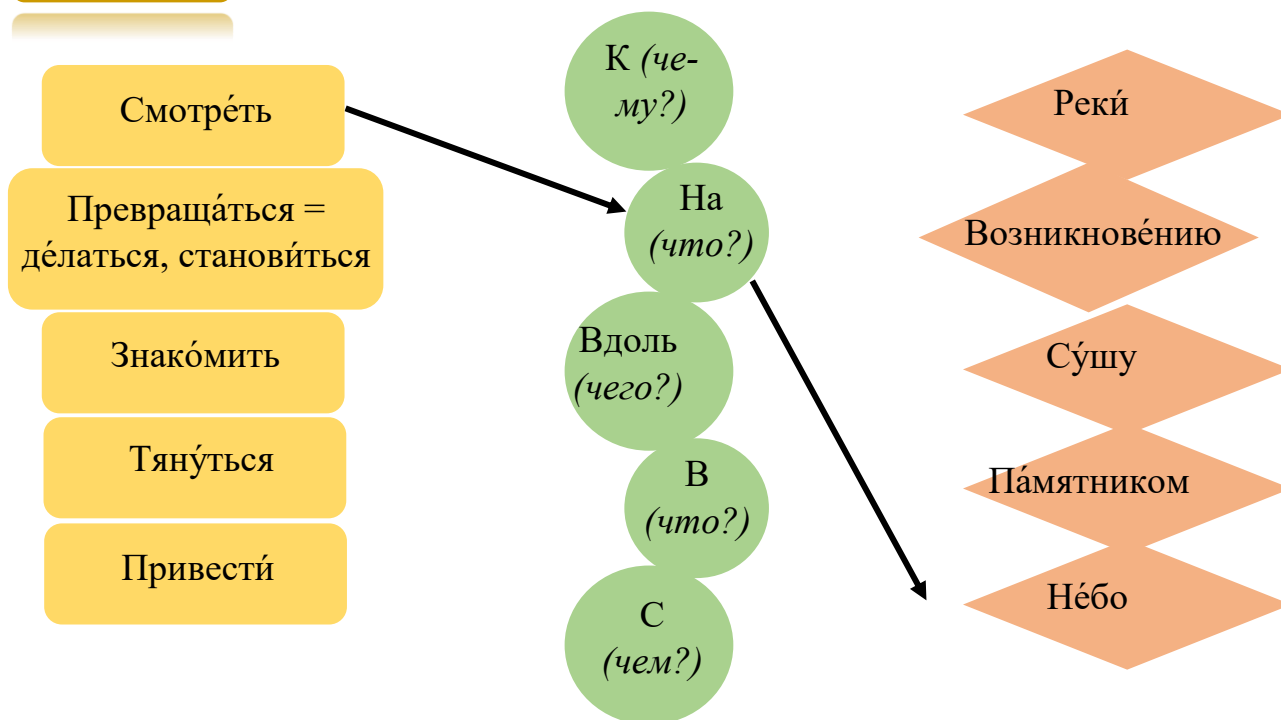 Смотре́ть
Превраща́ться =
де́латься, станови́ться
Знако́мить
Тяну́ться
Привести́
К (че-
му?)
На
(что?)
Вдоль
(чего?)
В
(что?)
С
(чем?)
Реки́
Возникнове́нию
Су́шу
Па́мятником
Не́бо